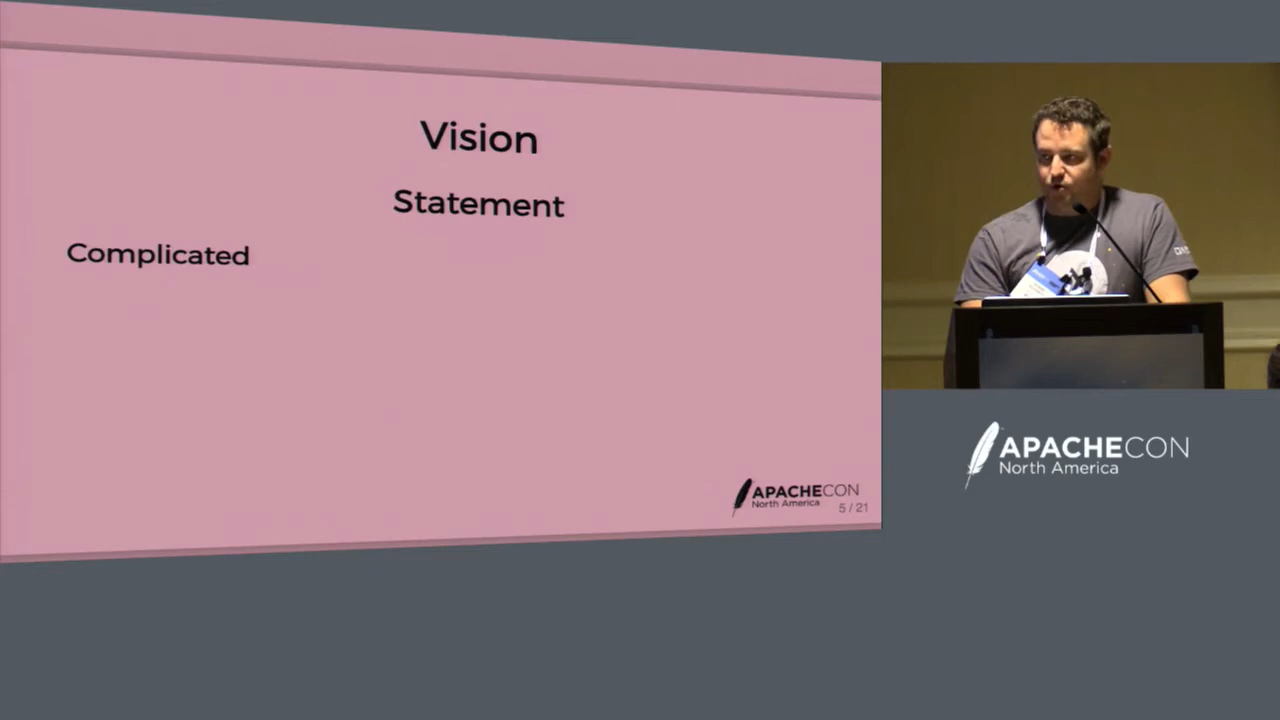 Vision
Statement
Complicated
APACHECON
North America
5 / 21
APACHECON
North America